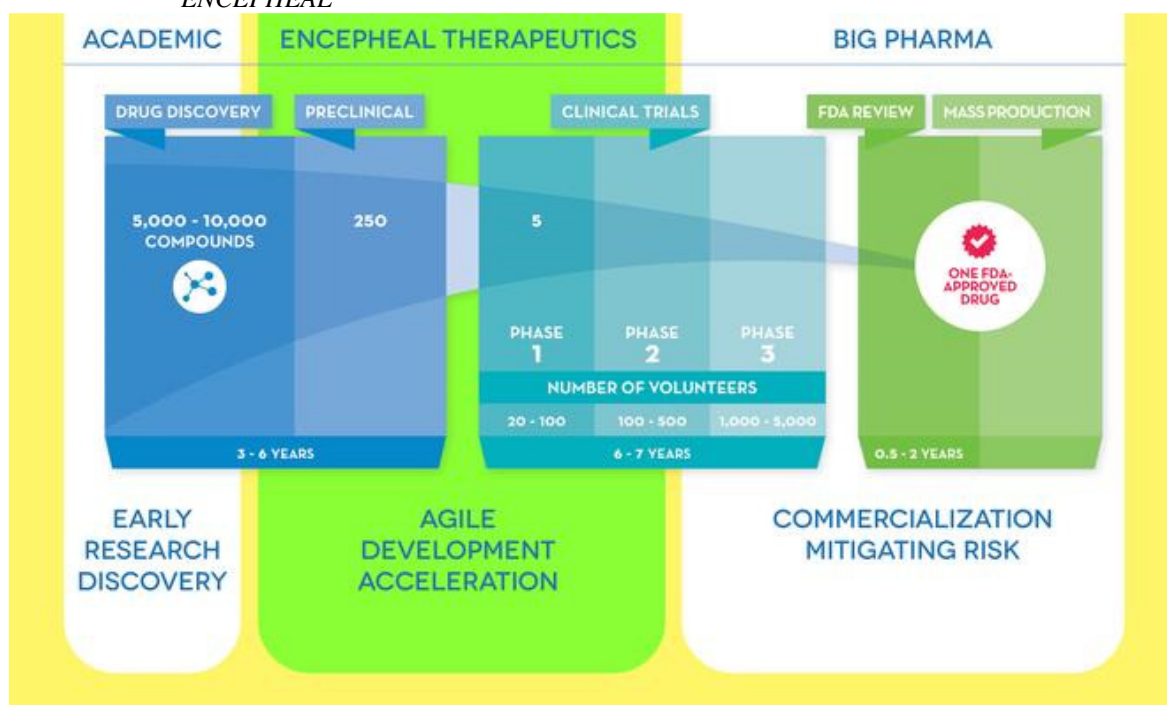 ENCEPHEAL
ACADEMIC
ENCEPHEAL THERAPEUTICS
BIG PHARMA
DRUG DISCOVERY
PRECLINICAL
CLINICAL TRIALS
FDA REVIEW
MASS PRODUCTION
5,000 - 10,000
COMPOUNDS
250
5
ONE FDA-
APPROVED
DRUG
PHASE
1
PHASE
2
PHASE
3
NUMBER OF VOLUNTEERS
20 - 100
100 - 500
1,000 - 5,000
3 - 6 YEARS
6 - 7 YEARS
0.5 - 2 YEARS
EARLY
RESEARCH
DISCOVERY
AGILE
DEVELOPMENT
ACCELERATION
COMMERCIALIZATION
MITIGATING RISK